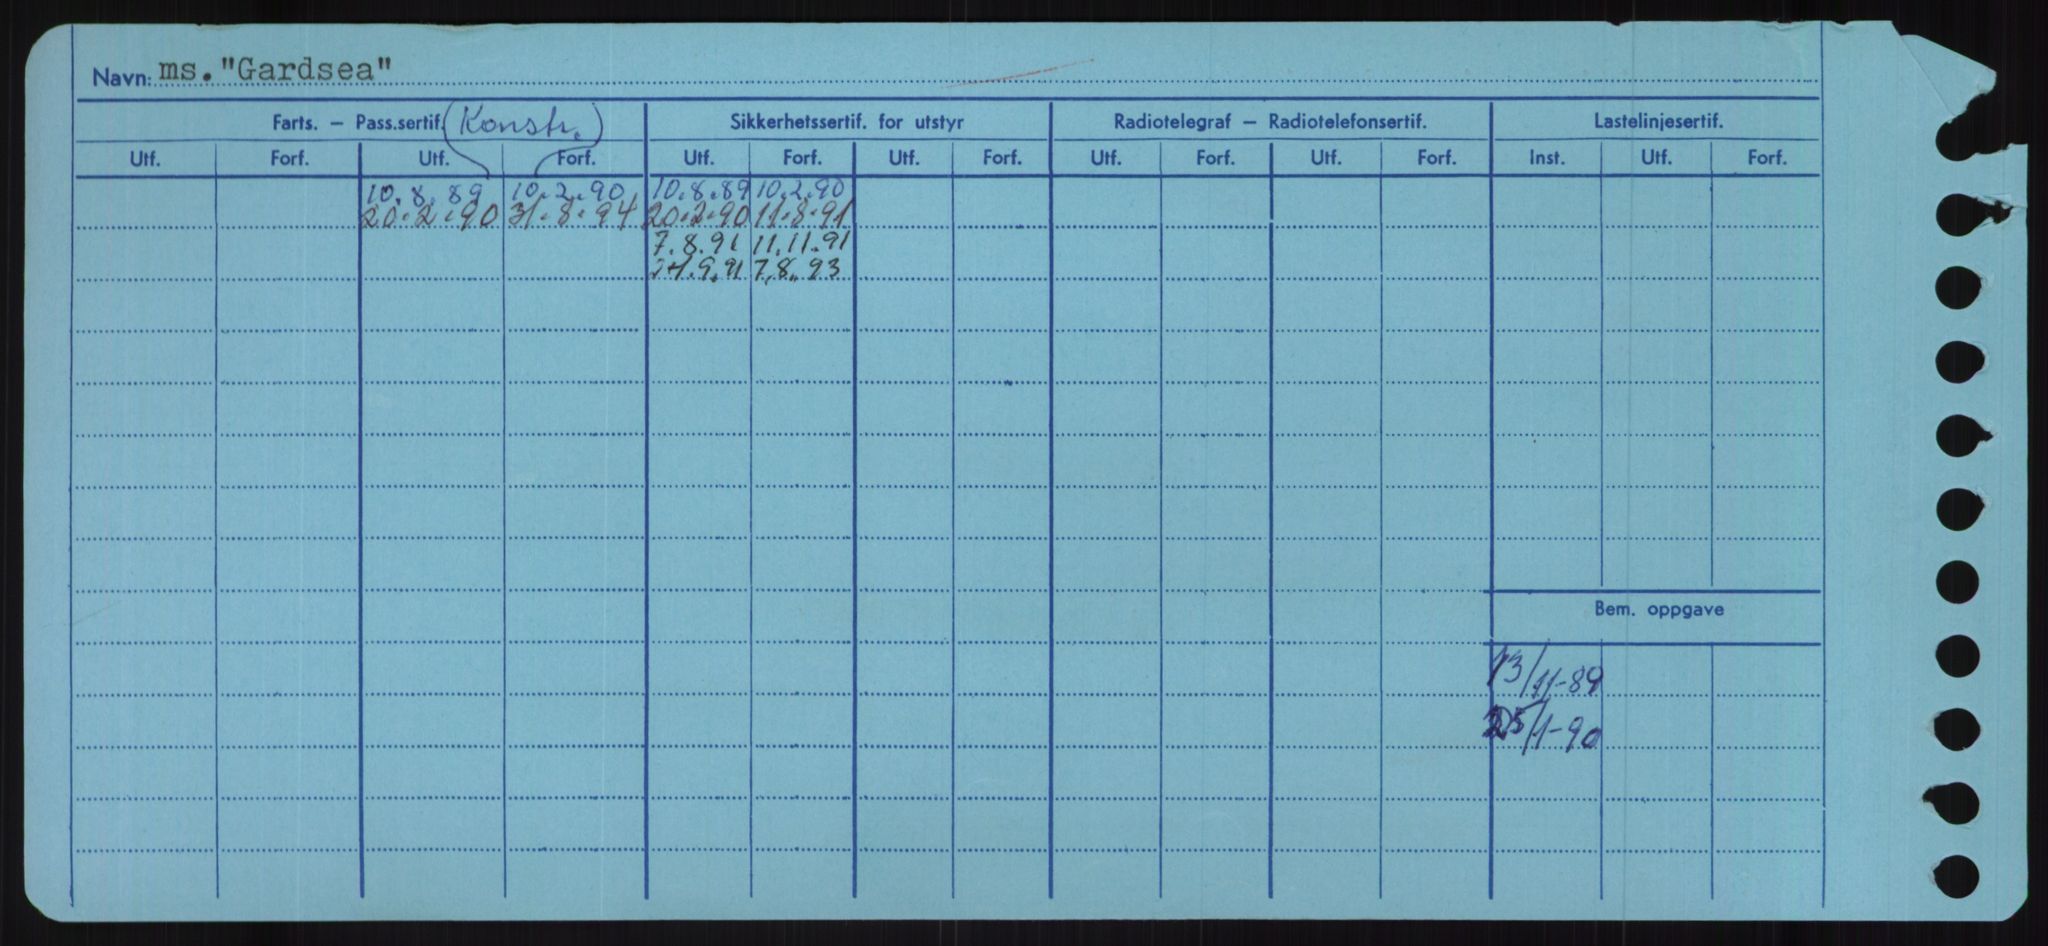 Navn: ms. "Gardsea"
Farts. – Pass.sertif. (Konstr.) Sikkerhetssertif. for utstyr Radiotelegraf – Radiotelefonsertif. Lastelinjesertif.
Utf. Forf. Utf. Forf. Utf. Forf. Utf. Forf. Utf. Forf. Utf. Forf. Inst. Utf. Forf.
10.8.89 10.2.90 10.8.89 10.2.90
20.2.90 31.8.94 20.2.90 11.8.91
7.8.91 11.11.91
24.9.91 7.8.93
Bem. oppgave
13/11-89
25/1-90